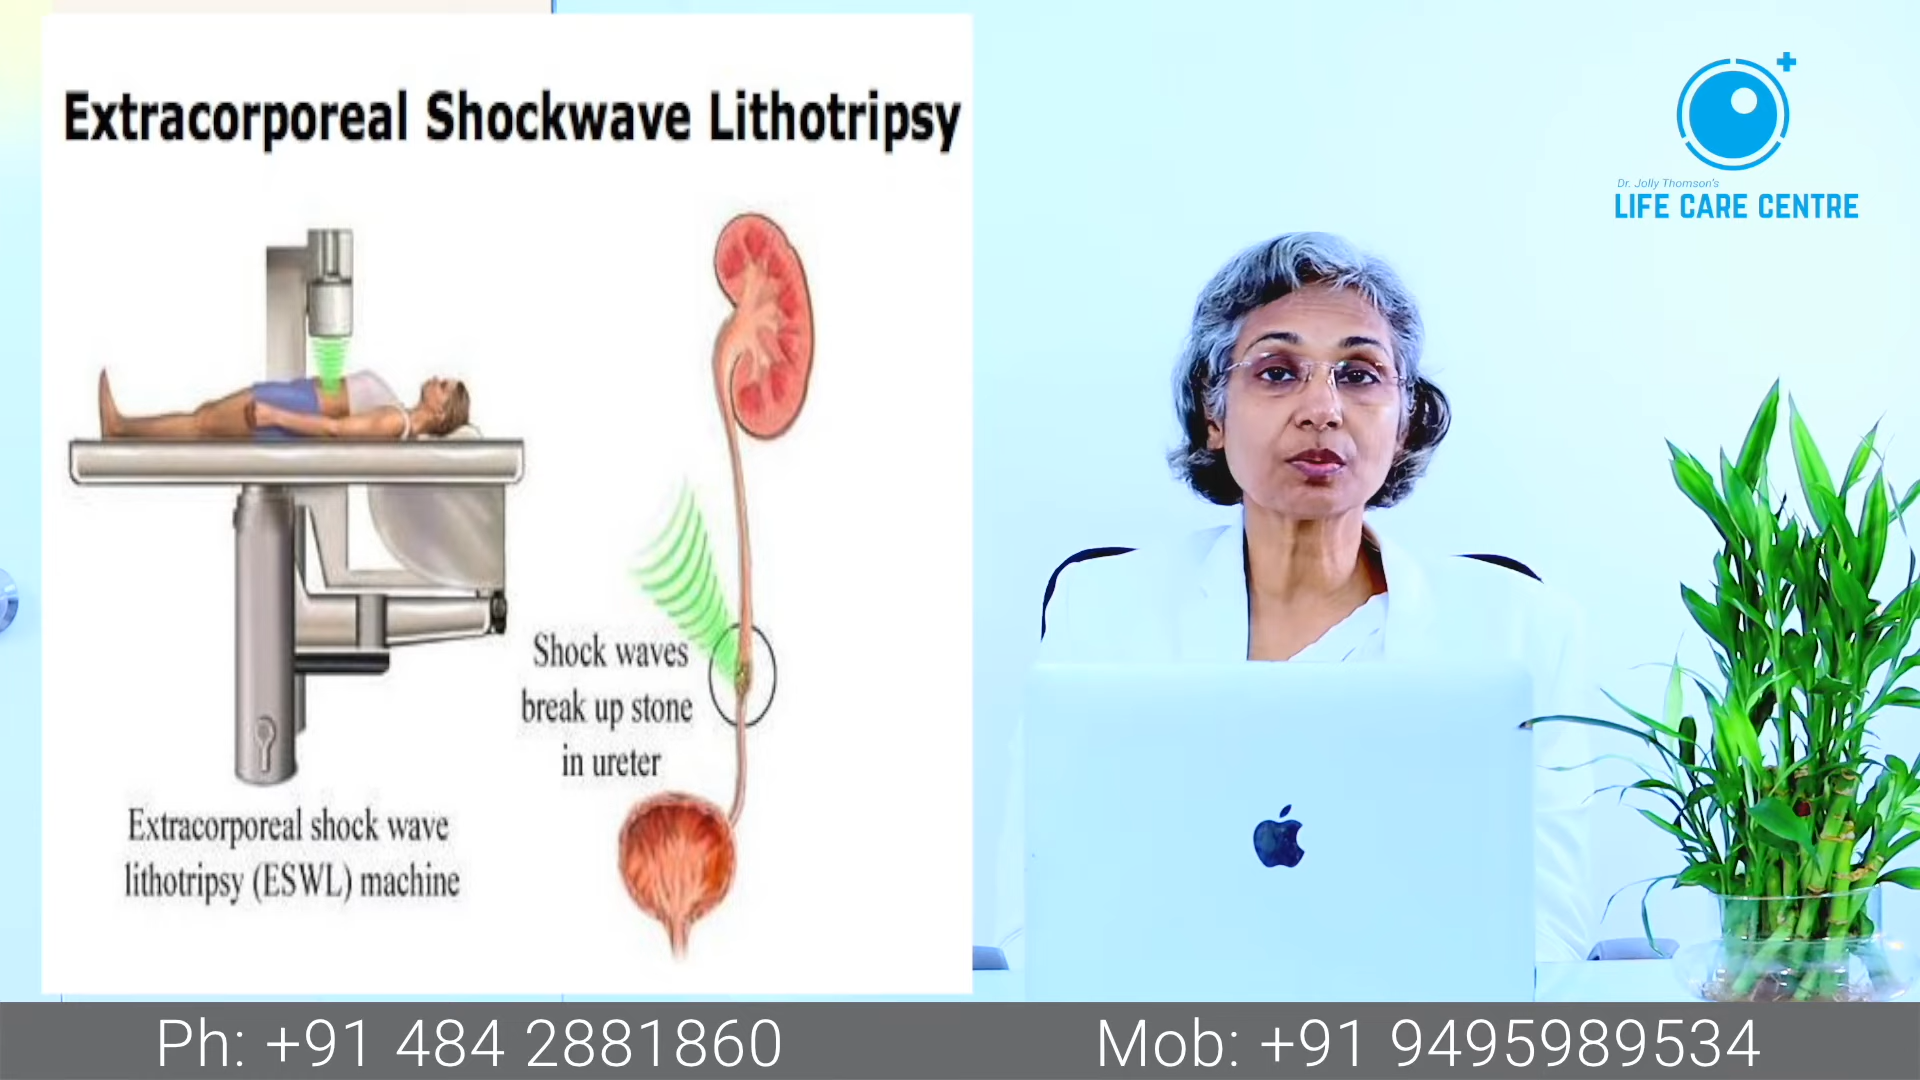 Extracorporeal Shockwave Lithotripsy
Shock waves
break up stone
in ureter
Extracorporeal shock wave
lithotripsy (ESWL) machine
Dr. Jolly Thomson's
LIFE CARE CENTRE
Ph: +91 484 2881860
Mob: +91 9495989534